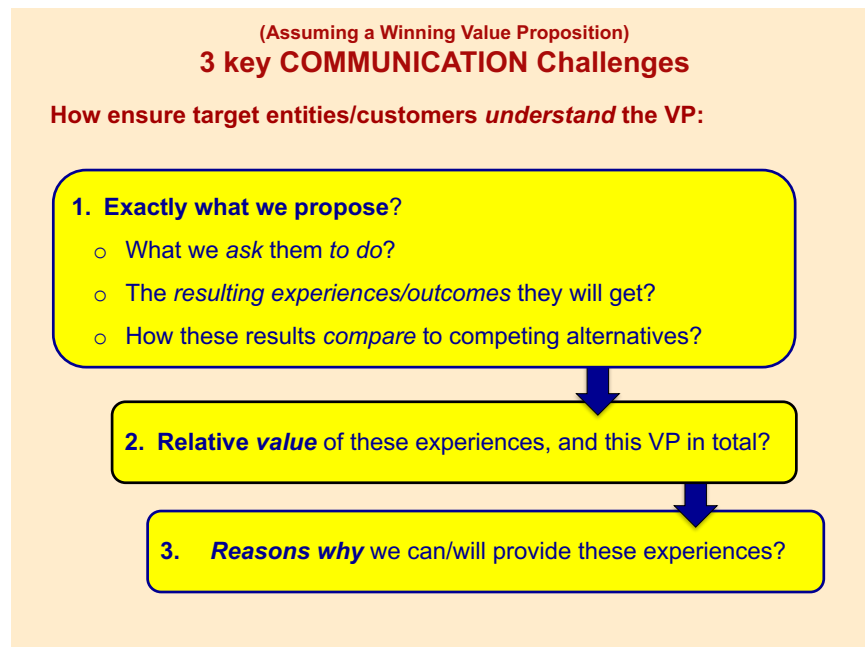 (Assuming a Winning Value Proposition)
3 key COMMUNICATION Challenges
How ensure target entities/customers understand the VP:
1. Exactly what we propose?
o What we ask them to do?
o The resulting experiences/outcomes they will get?
o How these results compare to competing alternatives?
2. Relative value of these experiences, and this VP in total?
3. Reasons why we can/will provide these experiences?